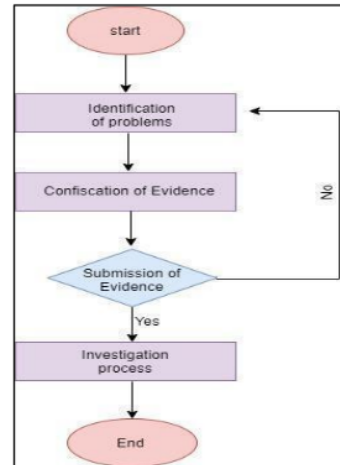 start
Identification
of problems
Confiscation of Evidence
No
Submission of
Evidence
Yes
Investigation
process
End